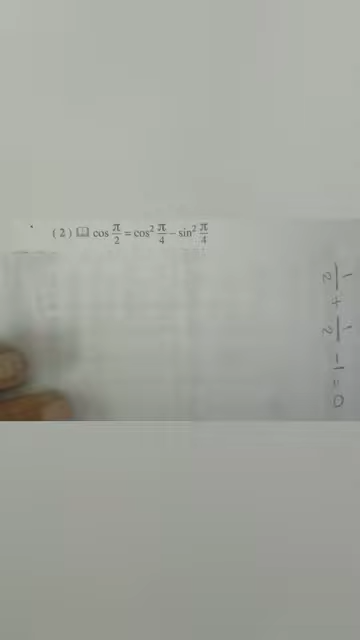 (2) 🕮 cos π/2 = cos² π/4 − sin² π/4
1/2 + 1/2 - 1 = 0